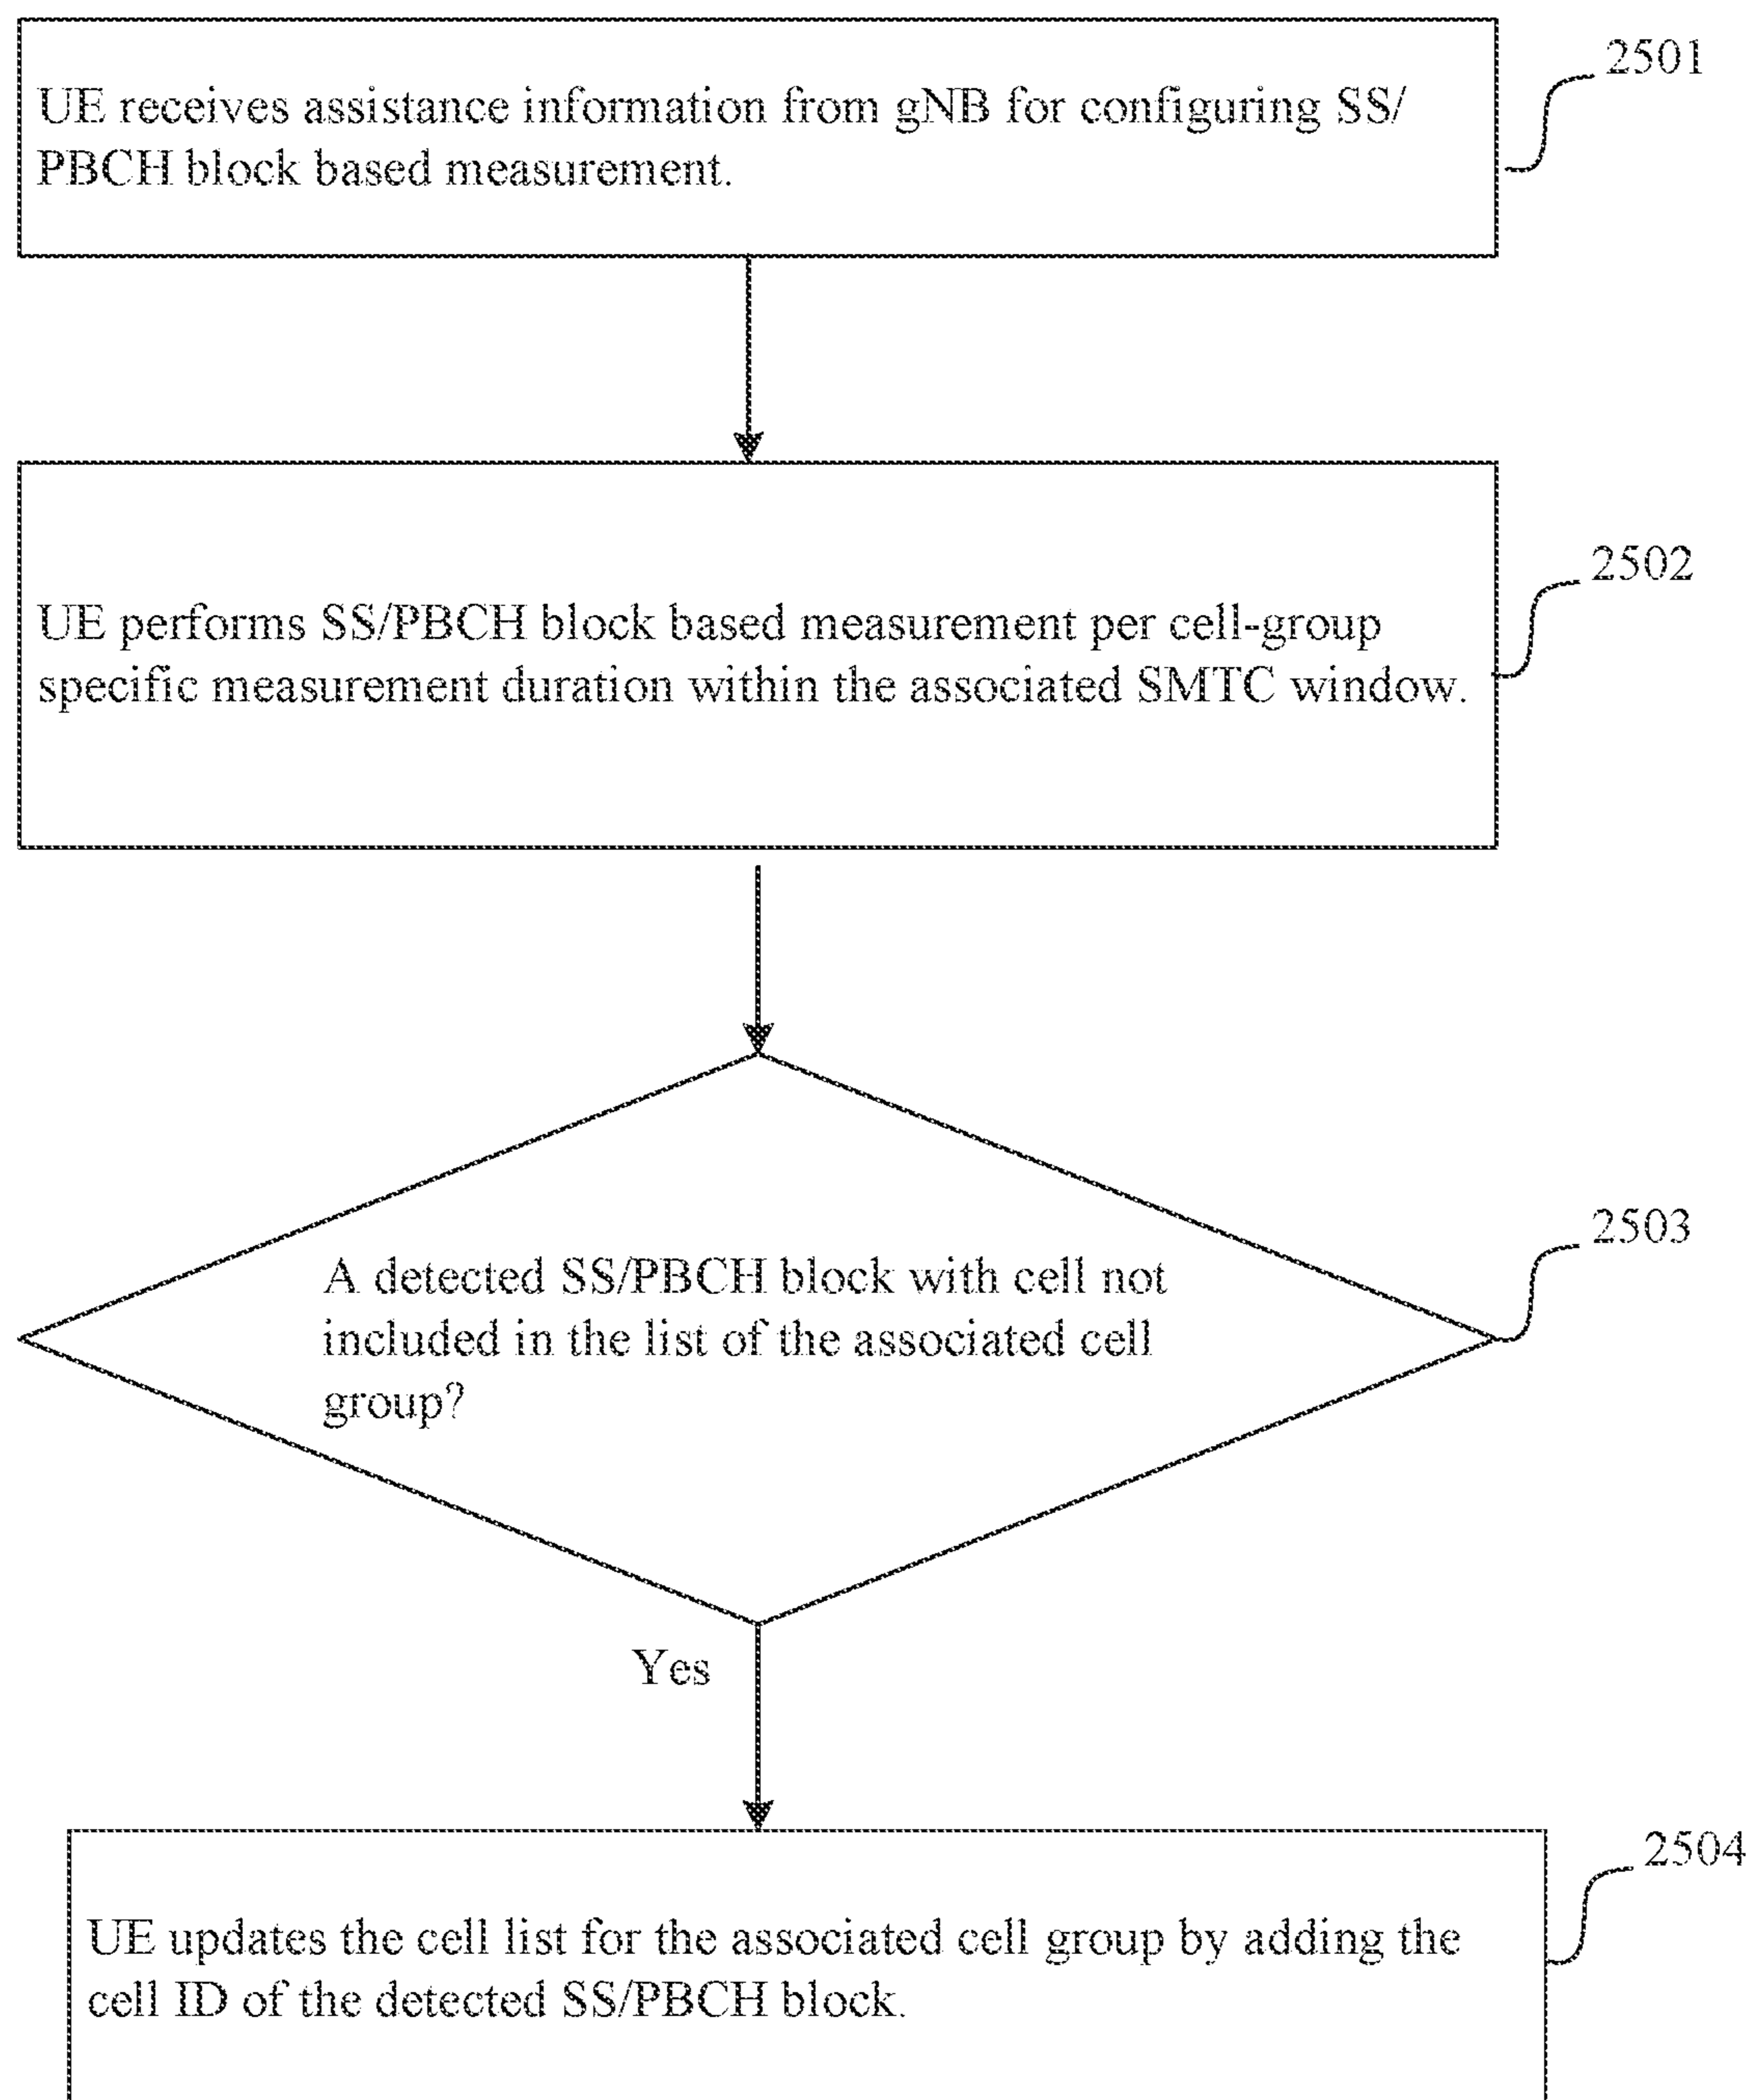 2501
UE receives assistance information from gNB for configuring SS/
PBCH block based measurement.
2502
UE performs SS/PBCH block based measurement per cell-group
specific measurement duration within the associated SMTC window.
2503
A detected SS/PBCH block with cell not
included in the list of the associated cell
group?
Yes
2504
UE updates the cell list for the associated cell group by adding the
cell ID of the detected SS/PBCH block.